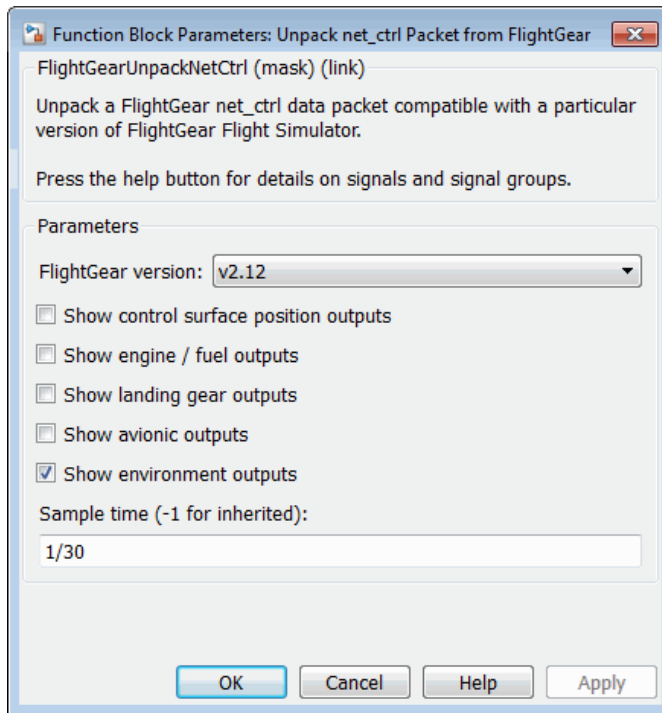 Function Block Parameters: Unpack net_ctrl Packet from FlightGear
FlightGearUnpackNetCtrl (mask) (link)
Unpack a FlightGear net_ctrl data packet compatible with a particular
version of FlightGear Flight Simulator.
Press the help button for details on signals and signal groups.
Parameters
FlightGear version: v2.12
Show control surface position outputs
Show engine / fuel outputs
Show landing gear outputs
Show avionic outputs
Show environment outputs
Sample time (-1 for inherited):
1/30
OK Cancel Help Apply